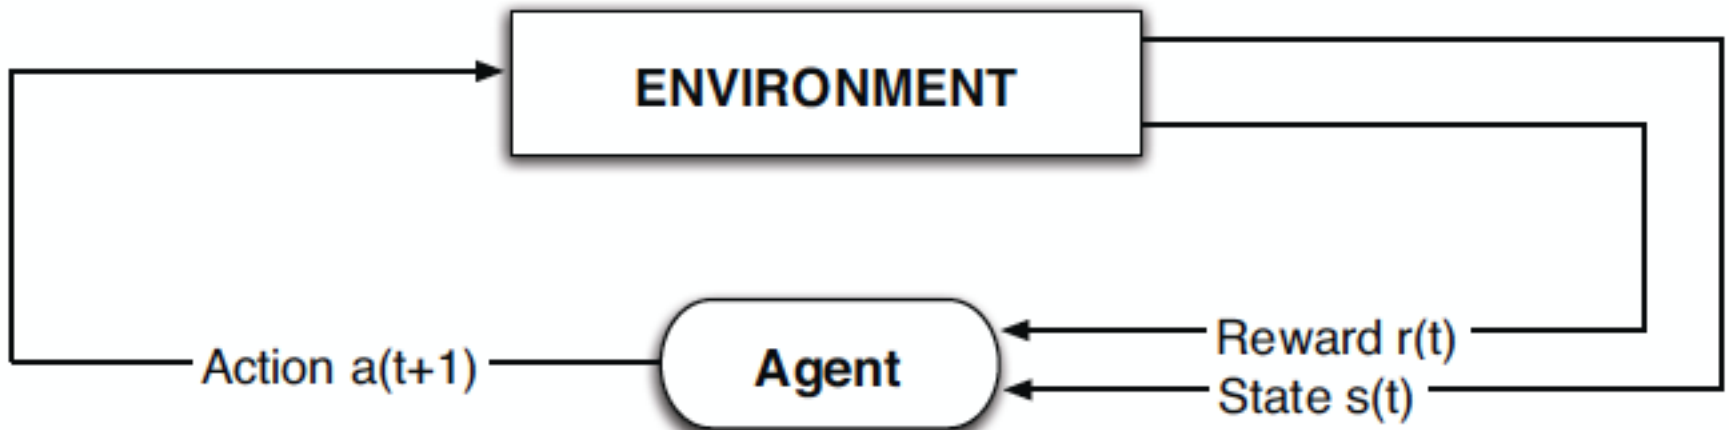 ENVIRONMENT
Action a(t+1)
Agent
Reward r(t)
State s(t)